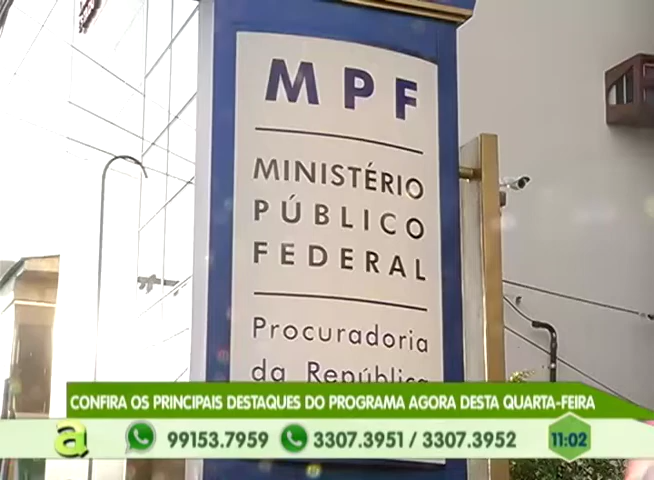 MPF
MINISTÉRIO
PÚBLICO
FEDERAL
Procuradoria
da República
CONFIRA OS PRINCIPAIS DESTAQUES DO PROGRAMA AGORA DESTA QUARTA-FEIRA
a 99153.7959 3307.3951 / 3307.3952 11:02